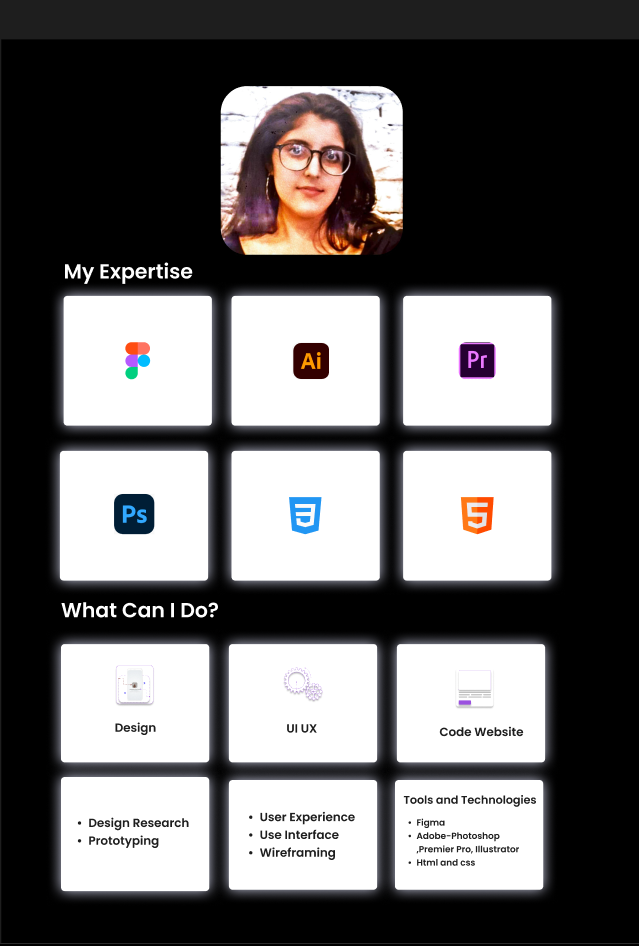 My Expertise
Ai
Pr
Ps
What Can I Do?
Design
UI UX
Code Website
• Design Research
• Prototyping
• User Experience
• Use Interface
• Wireframing
Tools and Technologies
• Figma
• Adobe-Photoshop
,Premier Pro, Illustrator
• Html and css